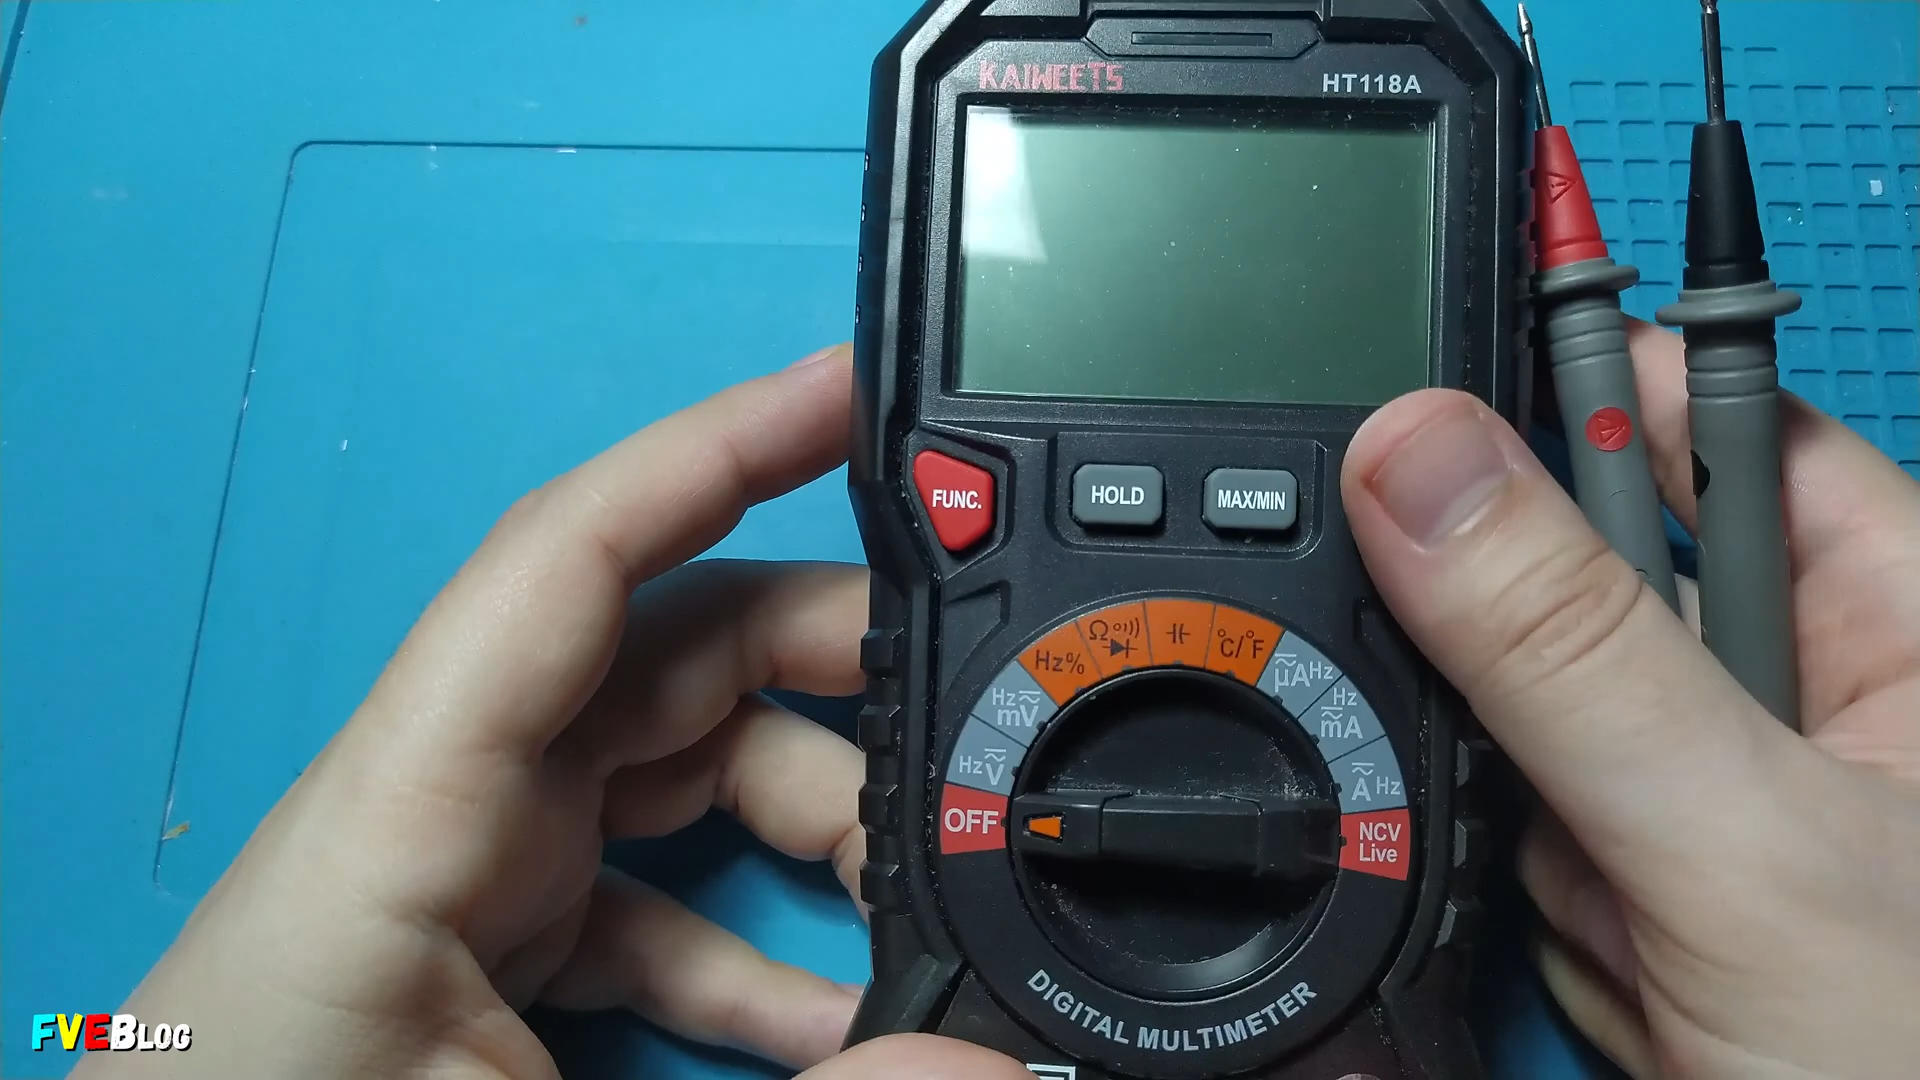 KAIWEETS
HT118A
FUNC.
HOLD
MAX/MIN
Hz%
Ω
°C/°F
μA Hz
Hz mV
Hz mA
Hz V
A Hz
OFF
NCV
Live
DIGITAL MULTIMETER
FVEBLOG